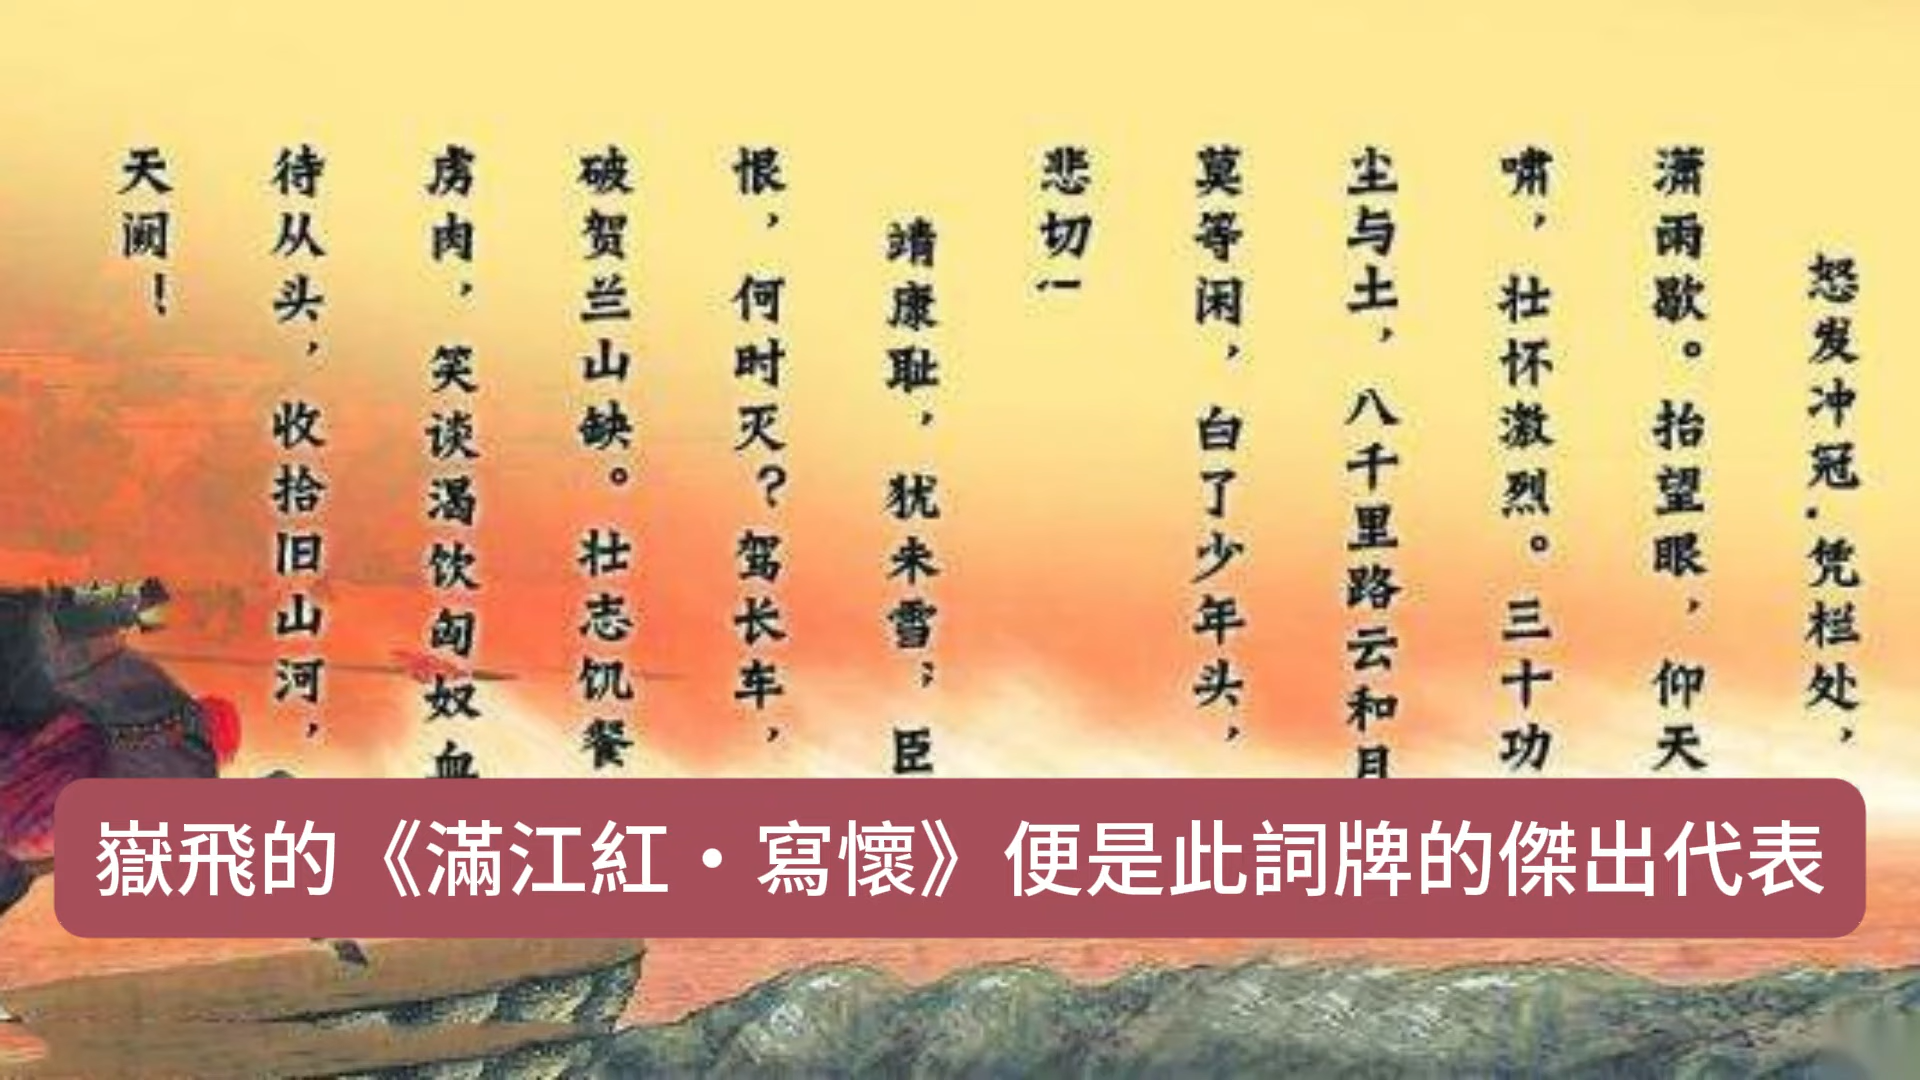 怒发冲冠.凭栏处，
潇雨歇。抬望眼，仰天
啸，壮怀激烈。三十功
尘与土，八千里路云和月
莫等闲，白了少年头，
悲切！
靖康耻，犹未雪；臣
恨，何时灭？驾长车，
破贺兰山缺。壮志饥餐
虏肉，笑谈渴饮匈奴血
待从头，收拾旧山河，
天阙！
嶽飛的《滿江紅·寫懷》便是此詞牌的傑出代表